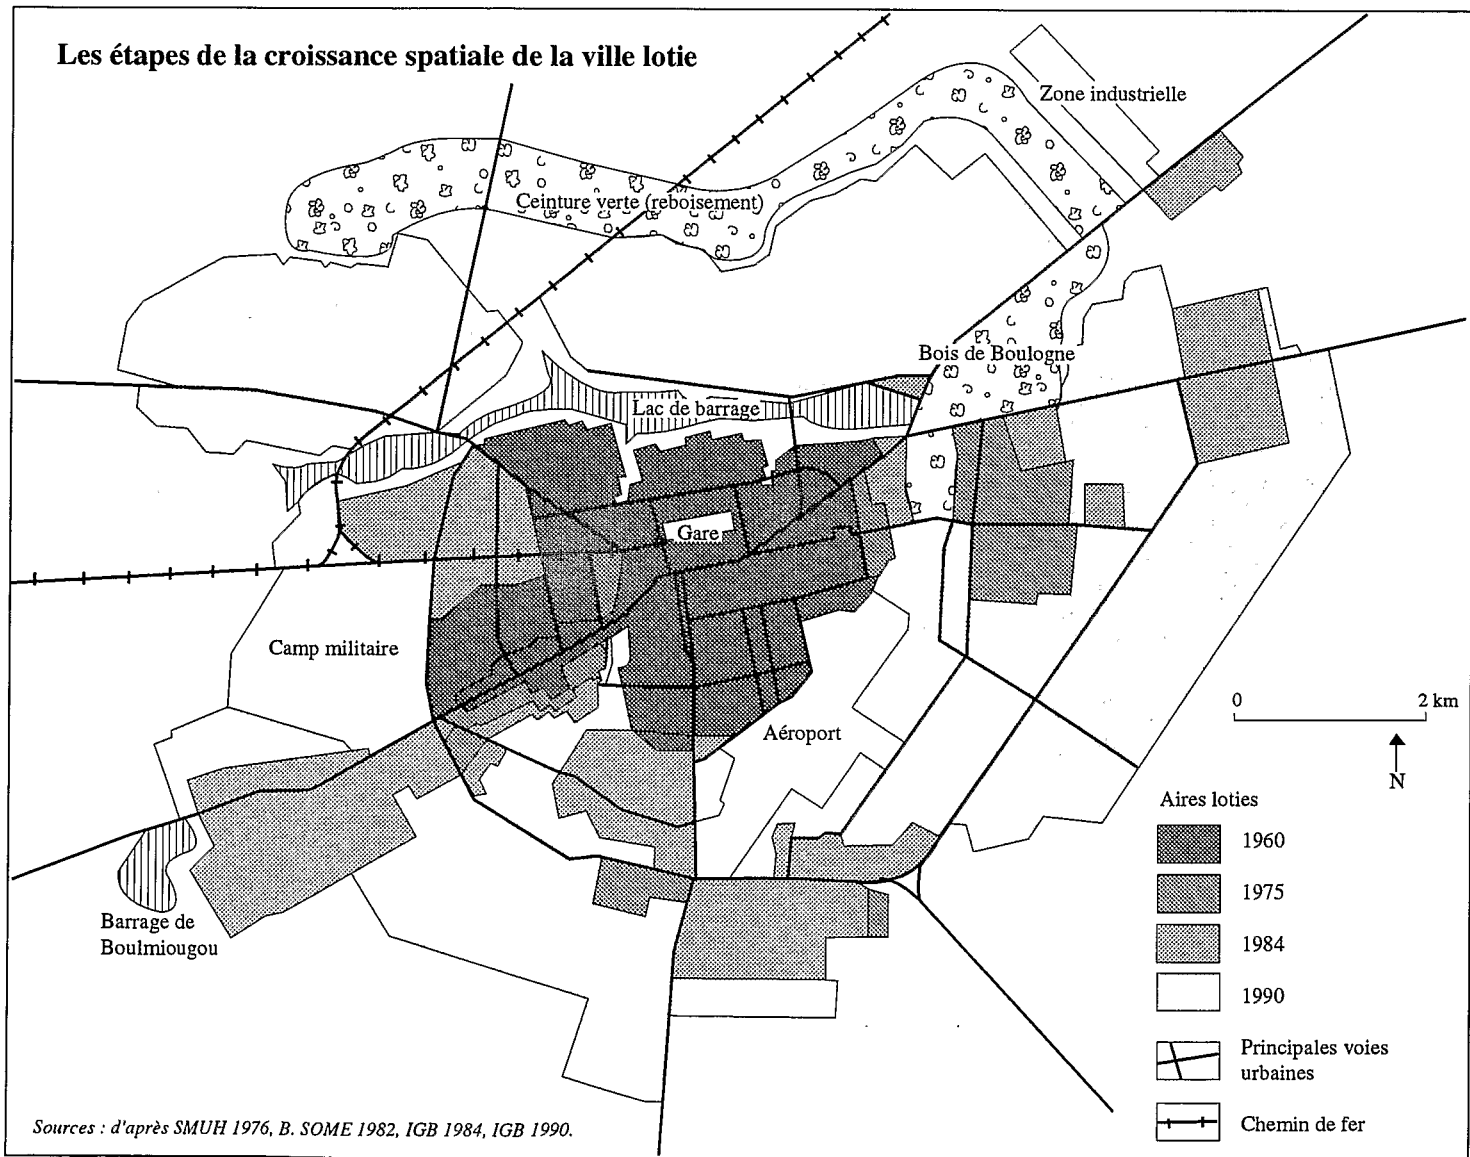 Les étapes de la croissance spatiale de la ville lotie
Zone industrielle
Ceinture verte (reboisement)
Bois de Boulogne
Lac de barrage
Gare
Camp militaire
Aéroport
0 2 km
N
Barrage de
Boulmiougou
Aires loties
1960
1975
1984
1990
Principales voies
urbaines
Chemin de fer
Sources : d'après SMUH 1976, B. SOME 1982, IGB 1984, IGB 1990.